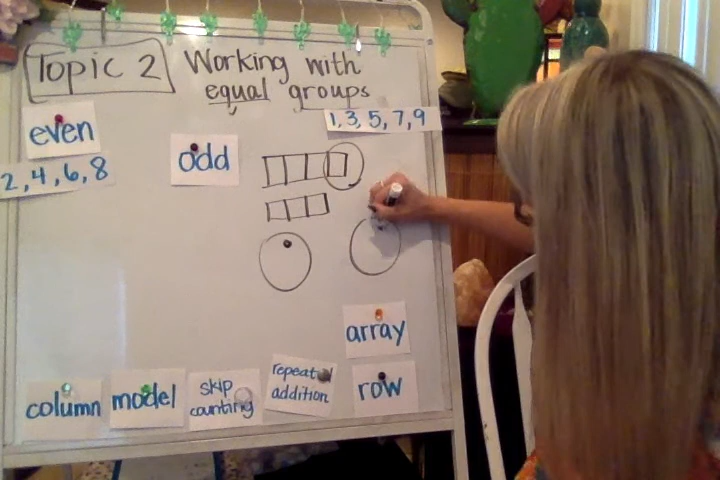 Topic 2 Working with
equal groups
even
1, 3, 5, 7, 9
odd
2, 4, 6, 8
array
column
model
skip
counting
repeated
addition
row